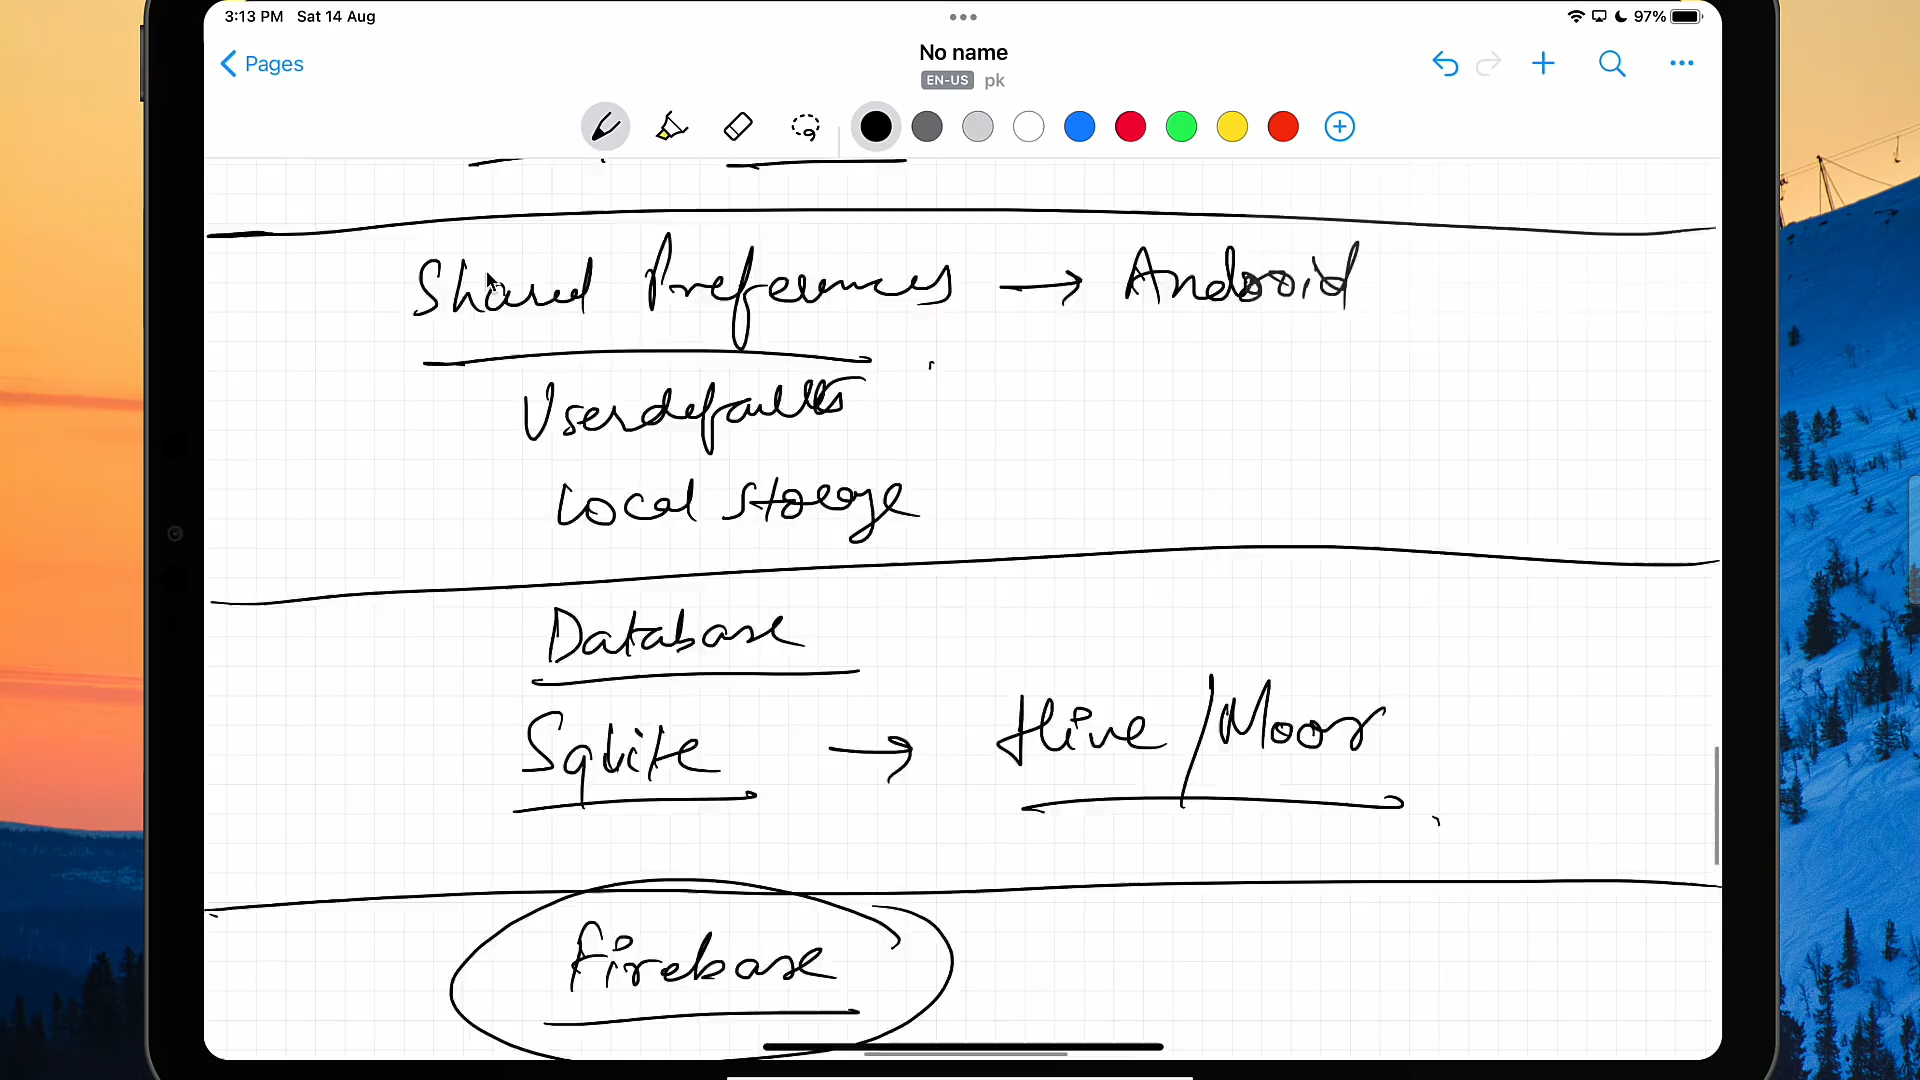 3:13 PM Sat 14 Aug
97%
Pages
No name
EN-US pk
Shared Preferences → Android
Userdefaults
Local Storage
Database
Sqlite → Hive / Moor
Firebase